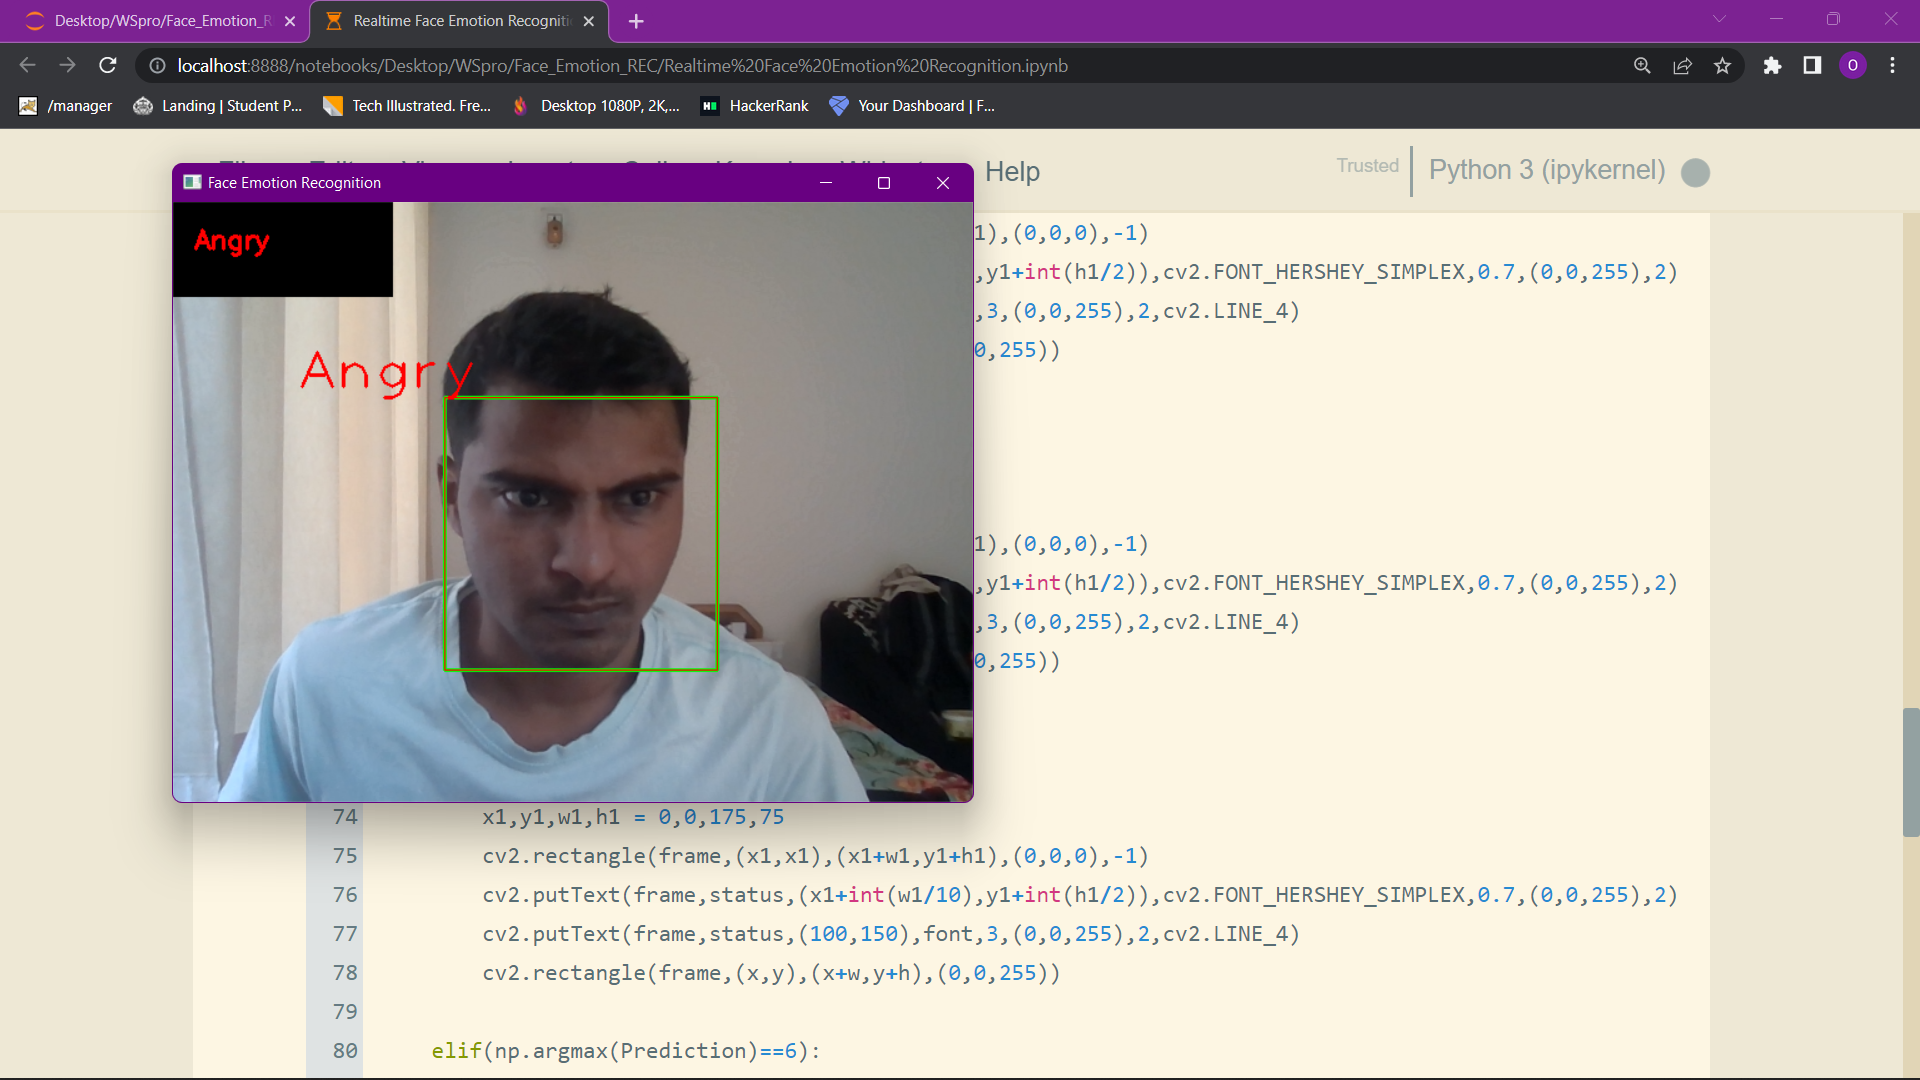 Desktop/WSpro/Face_Emotion_R
Realtime Face Emotion Recogniti
localhost:8888/notebooks/Desktop/WSpro/Face_Emotion_REC/Realtime%20Face%20Emotion%20Recognition.ipynb
O
/manager
Landing | Student P...
Tech Illustrated. Fre...
Desktop 1080P, 2K,...
HackerRank
Your Dashboard | F...
Help
Trusted
Python 3 (ipykernel)
Face Emotion Recognition
Angry
Angry
1),(0,0,0),-1)
,y1+int(h1/2)),cv2.FONT_HERSHEY_SIMPLEX,0.7,(0,0,255),2)
,3,(0,0,255),2,cv2.LINE_4)
0,255))
1),(0,0,0),-1)
,y1+int(h1/2)),cv2.FONT_HERSHEY_SIMPLEX,0.7,(0,0,255),2)
,3,(0,0,255),2,cv2.LINE_4)
0,255))
74 x1,y1,w1,h1 = 0,0,175,75
75 cv2.rectangle(frame,(x1,x1),(x1+w1,y1+h1),(0,0,0),-1)
76 cv2.putText(frame,status,(x1+int(w1/10),y1+int(h1/2)),cv2.FONT_HERSHEY_SIMPLEX,0.7,(0,0,255),2)
77 cv2.putText(frame,status,(100,150),font,3,(0,0,255),2,cv2.LINE_4)
78 cv2.rectangle(frame,(x,y),(x+w,y+h),(0,0,255))
79
80 elif(np.argmax(Prediction)==6):